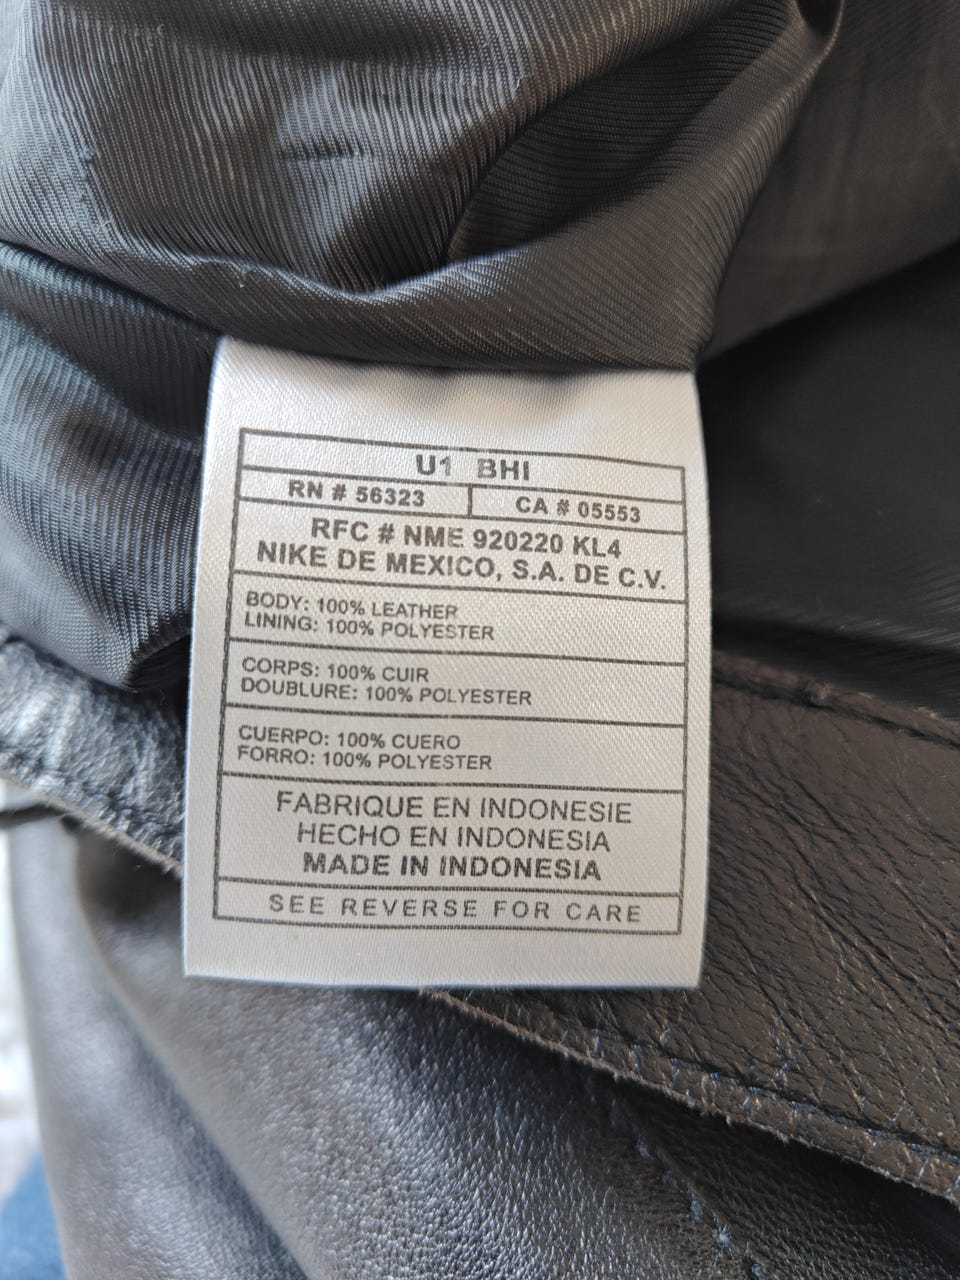 U1 BHI
RN # 56323 CA # 05553
RFC # NME 920220 KL4
NIKE DE MEXICO, S.A. DE C.V.
BODY: 100% LEATHER
LINING: 100% POLYESTER
CORPS: 100% CUIR
DOUBLURE: 100% POLYESTER
CUERPO: 100% CUERO
FORRO: 100% POLYESTER
FABRIQUE EN INDONESIE
HECHO EN INDONESIA
MADE IN INDONESIA
SEE REVERSE FOR CARE